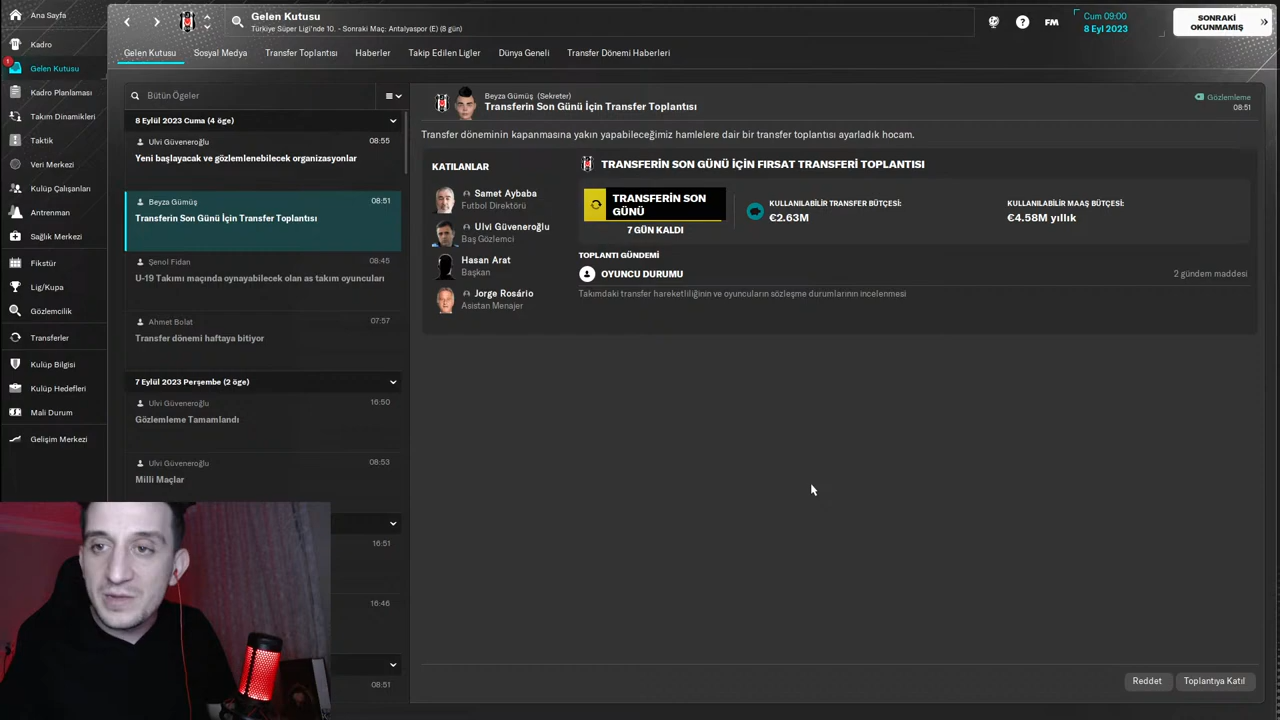 Ana Sayfa
Kadro
1
Gelen Kutusu
Kadro Planlaması
Takım Dinamikleri
Taktik
Veri Merkezi
Kulüp Çalışanları
Antrenman
Sağlık Merkezi
Fikstür
Lig/Kupa
Gözlemcilik
Transferler
Kulüp Bilgisi
Kulüp Hedefleri
Mali Durum
Gelişim Merkezi
Gelen Kutusu
Türkiye Süper Ligi'nde 10. - Sonraki Maç: Antalyaspor (E) (8 gün)
FM
Cum 09:00
8 Eyl 2023
SONRAKİ
OKUNMAMIŞ
Gelen Kutusu
Sosyal Medya
Transfer Toplantısı
Haberler
Takip Edilen Ligler
Dünya Geneli
Transfer Dönemi Haberleri
Bütün Ögeler
8 Eylül 2023 Cuma (4 öge)
Ulvi Güveneroğlu 08:55
Yeni başlayacak ve gözlemlenebilecek organizasyonlar
Beyza Gümüş 08:51
Transferin Son Günü İçin Transfer Toplantısı
Şenol Fidan 08:45
U-19 Takımı maçında oynayabilecek olan as takım oyuncuları
Ahmet Bolat 07:57
Transfer dönemi haftaya bitiyor
7 Eylül 2023 Perşembe (2 öge)
Ulvi Güveneroğlu 16:50
Gözlemleme Tamamlandı
Ulvi Güveneroğlu 08:53
Milli Maçlar
16:51
16:46
08:51
Beyza Gümüş (Sekreter)
Transferin Son Günü İçin Transfer Toplantısı
Gözlemleme
08:51
Transfer döneminin kapanmasına yakın yapabileceğimiz hamlelere dair bir transfer toplantısı ayarladık hocam.
KATILANLAR
Samet Aybaba
Futbol Direktörü
Ulvi Güveneroğlu
Baş Gözlemci
Hasan Arat
Başkan
Jorge Rosário
Asistan Menajer
TRANSFERİN SON GÜNÜ İÇİN FIRSAT TRANSFERİ TOPLANTISI
TRANSFERİN SON
GÜNÜ
7 GÜN KALDI
KULLANILABİLİR TRANSFER BÜTÇESİ:
€2.63M
KULLANILABİLİR MAAŞ BÜTÇESİ:
€4.58M yıllık
TOPLANTI GÜNDEMİ
OYUNCU DURUMU
2 gündem maddesi
Takımdaki transfer hareketliliğinin ve oyuncuların sözleşme durumlarının incelenmesi
Reddet
Toplantıya Katıl